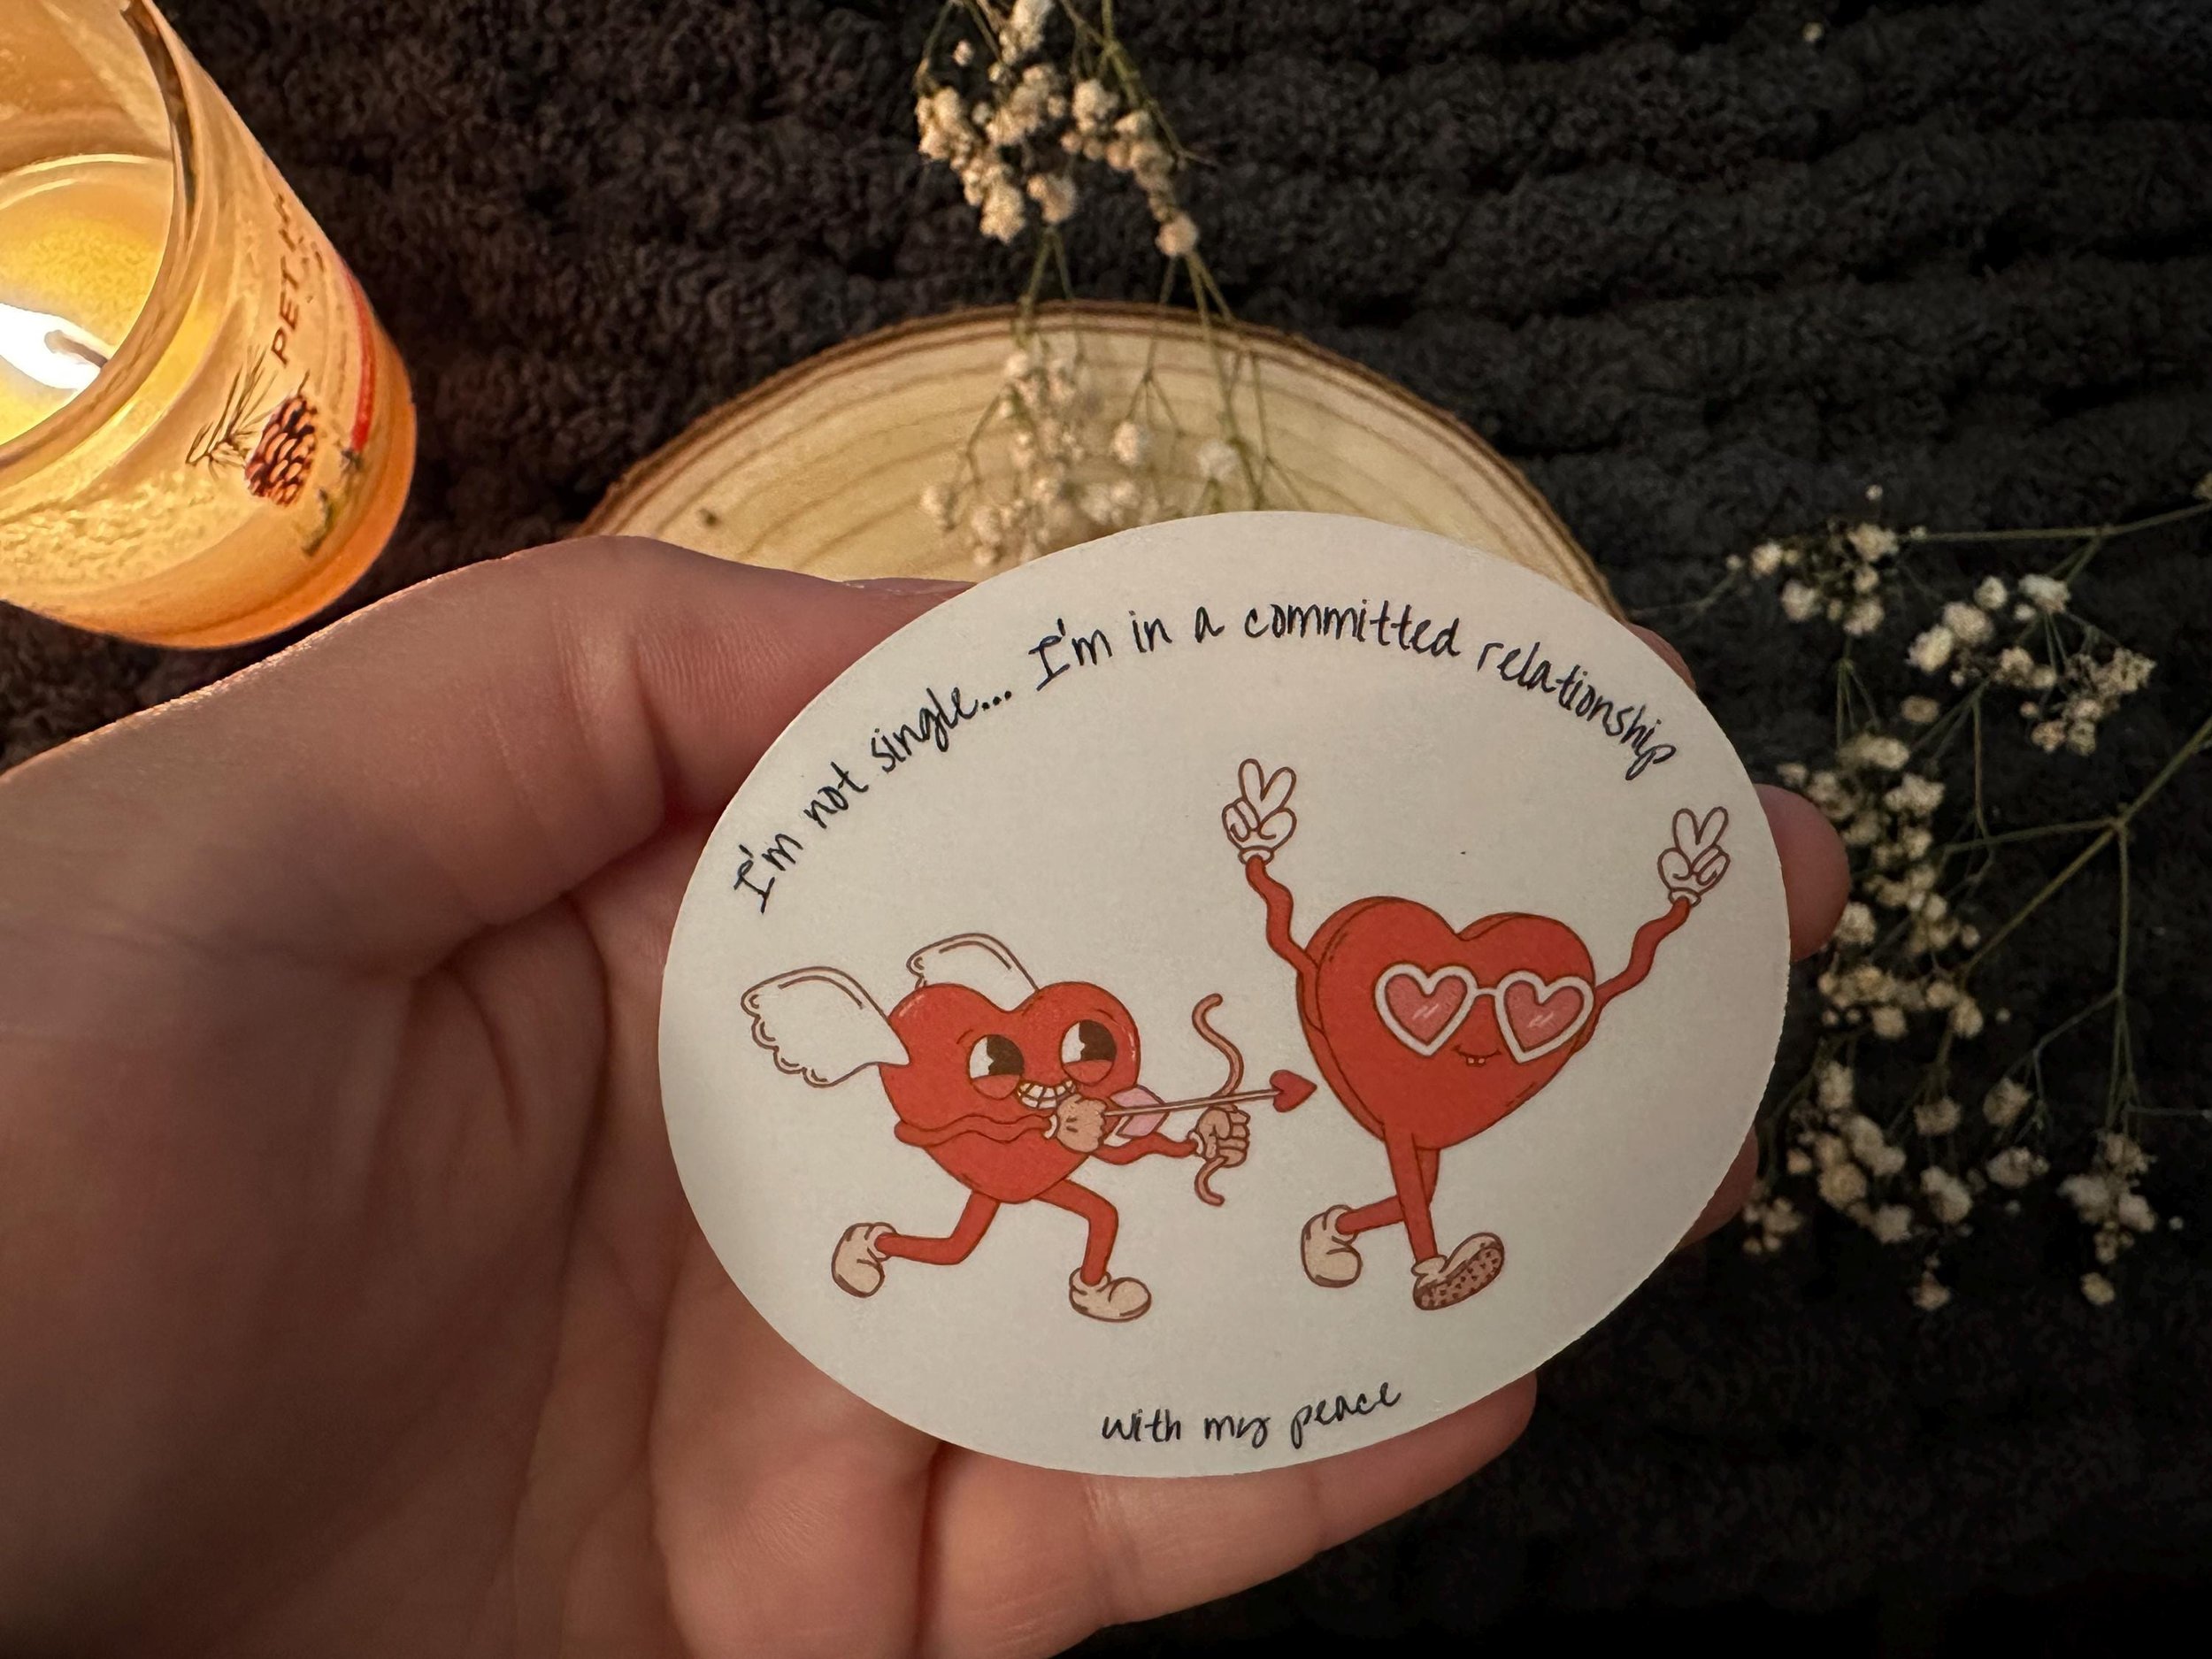 I'm not single... I'm in a committed relationship
with my peace